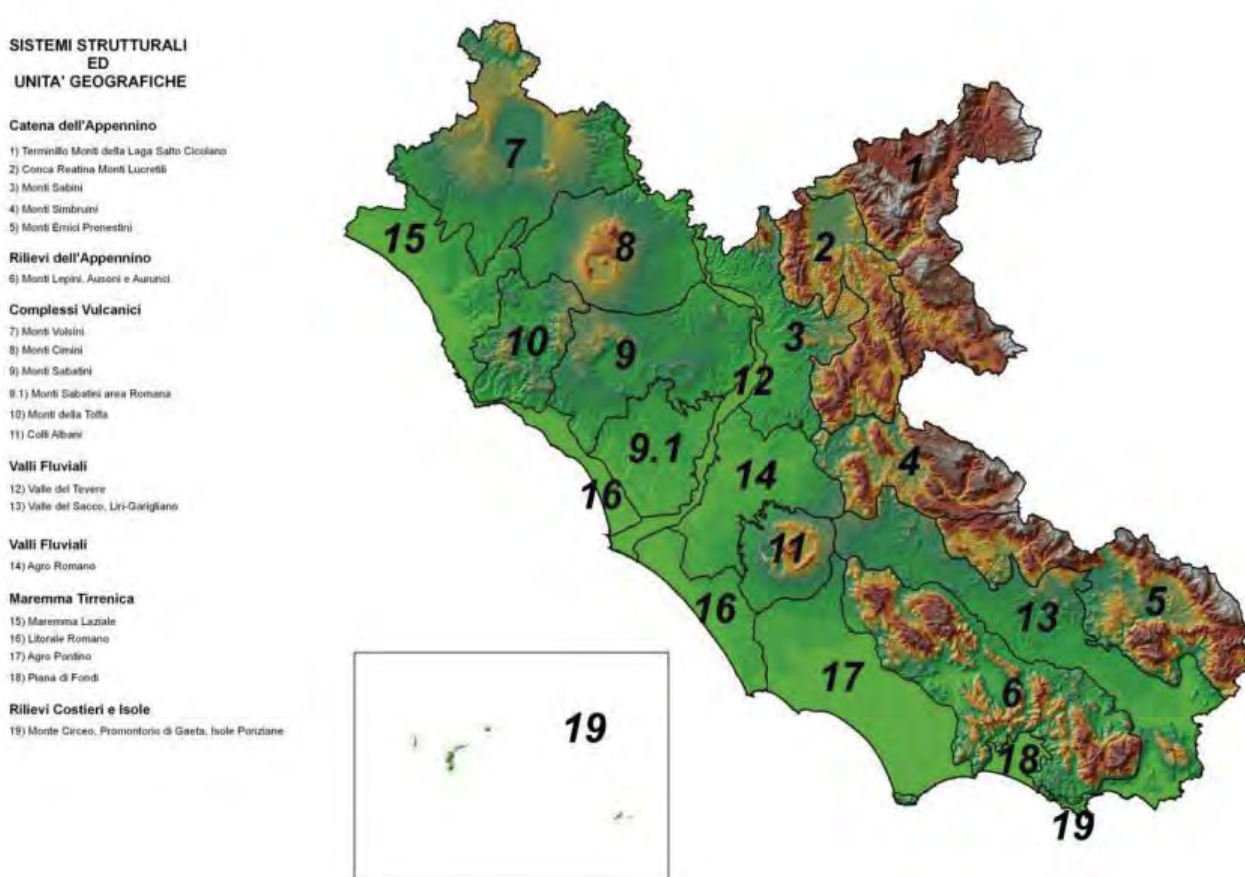 SISTEMI STRUTTURALI
ED
UNITA' GEOGRAFICHE
Catena dell'Appennino
1) Terminillo Monti della Laga Salto Cicolano
2) Conca Reatina Monti Lucretili
3) Monti Sabini
4) Monti Simbruini
5) Monti Ernici Prenestini
Rilievi dell'Appennino
6) Monti Lepini, Ausoni e Aurunci
Complessi Vulcanici
7) Monti Volsini
8) Monti Cimini
9) Monti Sabatini
9.1) Monti Sabatini area Romana
10) Monti della Tolfa
11) Colli Albani
Valli Fluviali
12) Valle del Tevere
13) Valle del Sacco, Liri-Garigliano
Valli Fluviali
14) Agro Romano
Maremma Tirrenica
15) Maremma Laziale
16) Litorale Romano
17) Agro Pontino
18) Piana di Fondi
Rilievi Costieri e Isole
19) Monte Circeo, Promontorio di Gaeta, Isole Ponziane
7
1
15
8
2
10
9
3
12
9.1
4
16
14
11
16
13
5
17
6
19
18
19